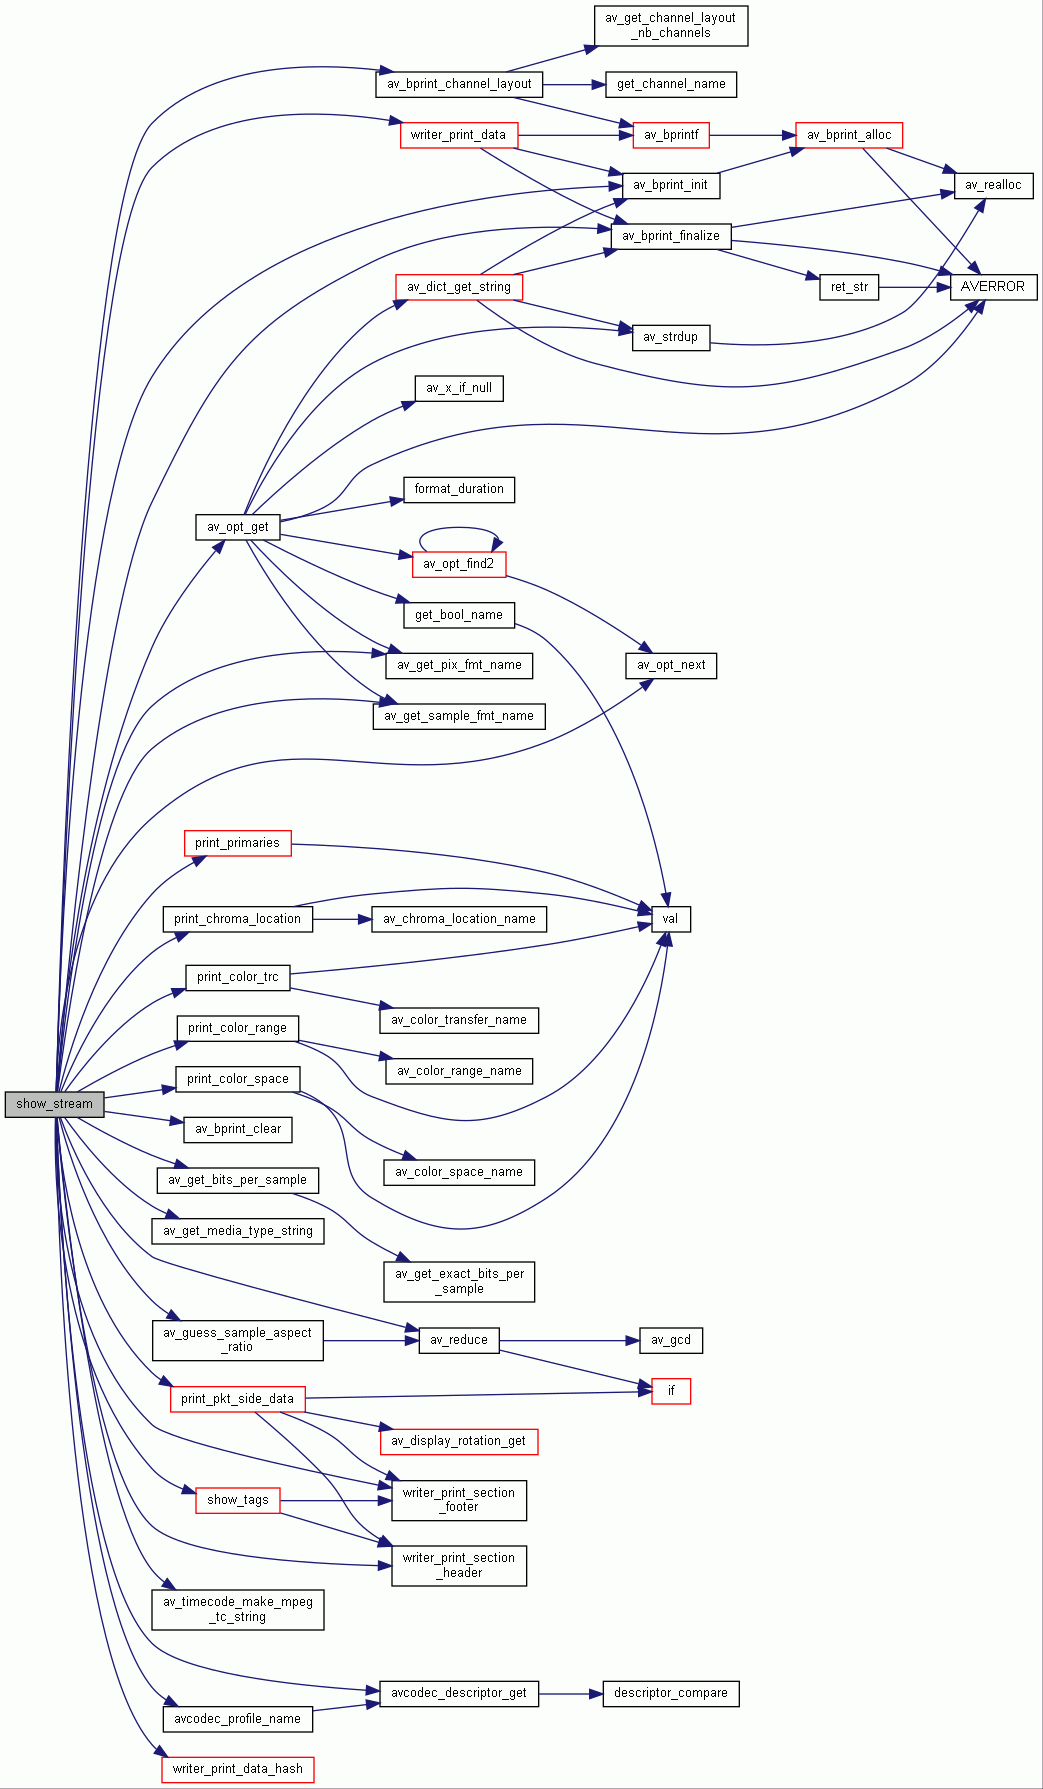 av_get_channel_layout
_nb_channels
av_bprint_channel_layout
get_channel_name
writer_print_data
av_bprintf
av_bprint_alloc
av_bprint_init
av_realloc
av_bprint_finalize
av_dict_get_string
ret_str
AVERROR
av_strdup
av_x_if_null
format_duration
av_opt_get
av_opt_find2
get_bool_name
av_get_pix_fmt_name
av_opt_next
av_get_sample_fmt_name
print_primaries
print_chroma_location
av_chroma_location_name
val
print_color_trc
av_color_transfer_name
print_color_range
av_color_range_name
print_color_space
show_stream
av_bprint_clear
av_color_space_name
av_get_bits_per_sample
av_get_media_type_string
av_get_exact_bits_per
_sample
av_guess_sample_aspect
_ratio
av_reduce
av_gcd
print_pkt_side_data
if
av_display_rotation_get
show_tags
writer_print_section
_footer
writer_print_section
_header
av_timecode_make_mpeg
_tc_string
avcodec_descriptor_get
descriptor_compare
avcodec_profile_name
writer_print_data_hash